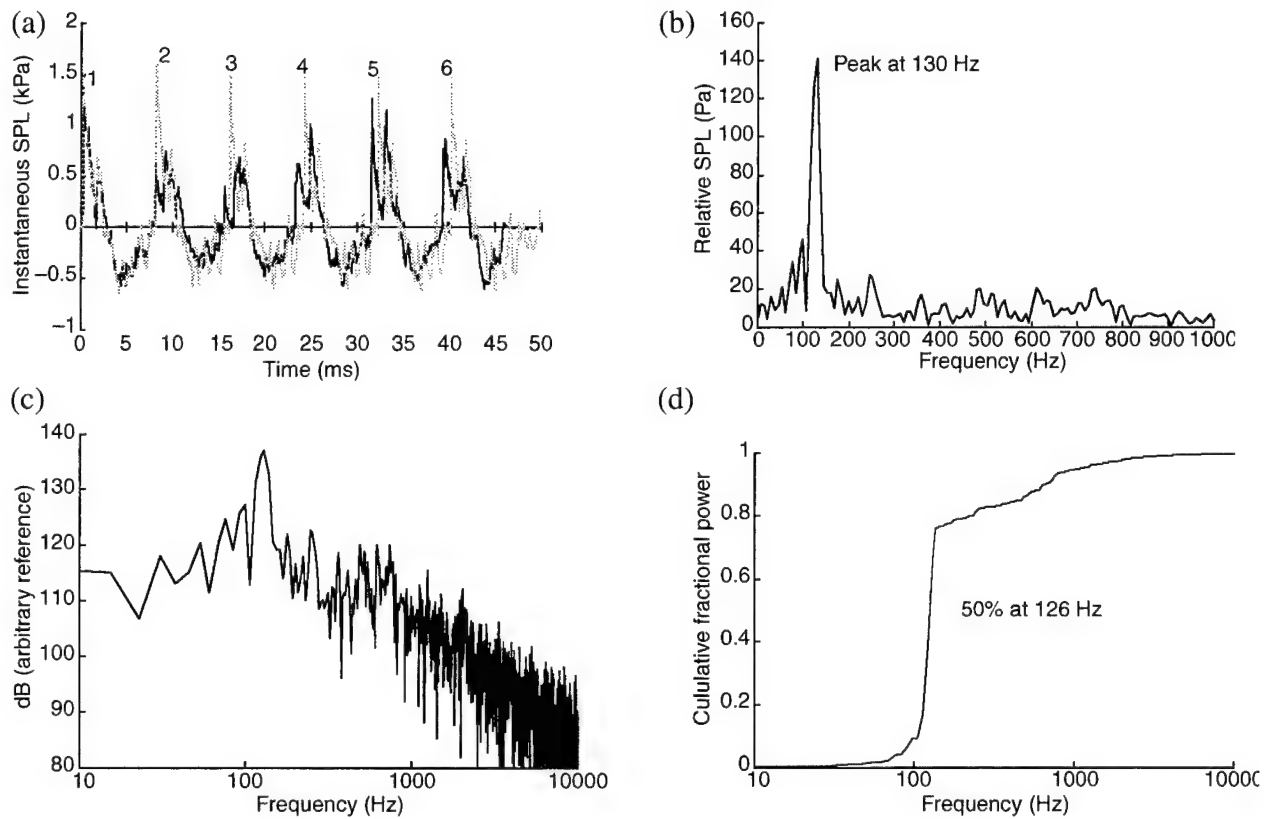 (a)
2
1.5
1
0.5
0
−0.5
−1
Instantaneous SPL (kPa)
1
2
3
4
5
6
0 5 10 15 20 25 30 35 40 45 50
Time (ms)
(b)
160
140
120
100
80
60
40
20
0
Relative SPL (Pa)
Peak at 130 Hz
0 100 200 300 400 500 600 700 800 900 1000
Frequency (Hz)
(c)
140
130
120
110
100
90
80
dB (arbitrary reference)
10 100 1000 10000
Frequency (Hz)
(d)
1
0.8
0.6
0.4
0.2
0
Cululative fractional power
50% at 126 Hz
10 100 1000 10000
Frequency (Hz)